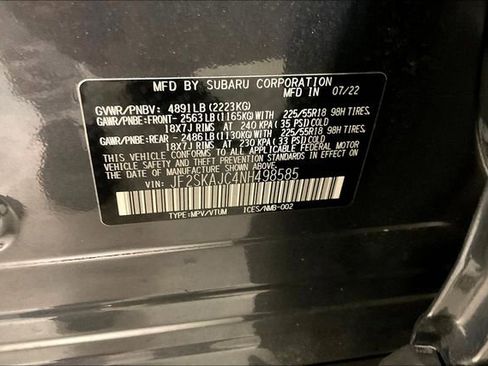 MFD BY SUBARU CORPORATION
MFD IN 07/22
GVWR/PNBV: 4891LB(2223KG)
GAWR/PNBE:FRONT- 2563LB(1165KG)WITH 225/55R18 98H TIRES,
18X7J RIMS AT 240 KPA( 35 PSI)COLD
GAWR/PNBE:REAR - 2486LB(1130KG)WITH 225/55R18 98H TIRES,
18X7J RIMS AT 230 KPA( 33 PSI)COLD
THIS VEHICLE CONFORMS TO ALL APPLICABLE FEDERAL MOTOR
VEHICLE SAFETY AND THEFT PREVENTION STANDARDS IN EFFECT ON
THE DATE OF MANUFACTURE SHOWN ABOVE.
VIN: JF2SKAJC4NH498585
TYPE:MPV/VTUM ICES/NMB-002